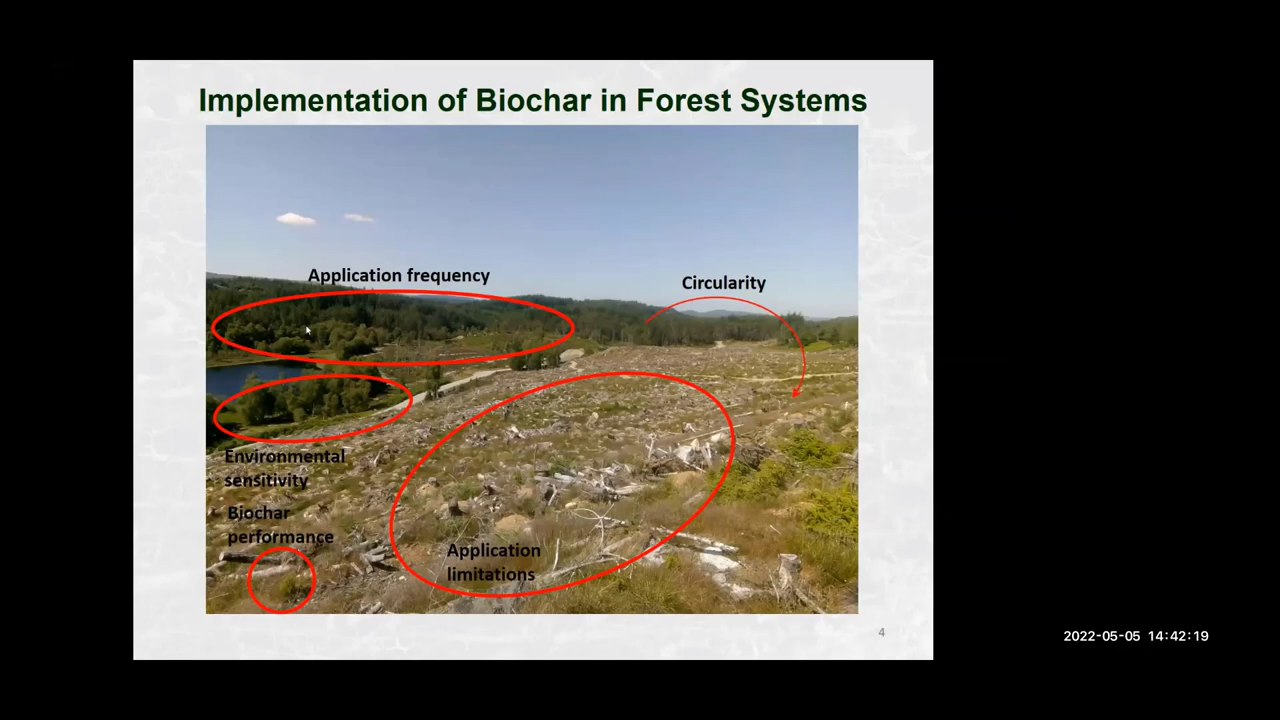 Implementation of Biochar in Forest Systems
Application frequency
Circularity
Environmental
sensitivity
Biochar
performance
Application
limitations
4
2022-05-05 14:42:19